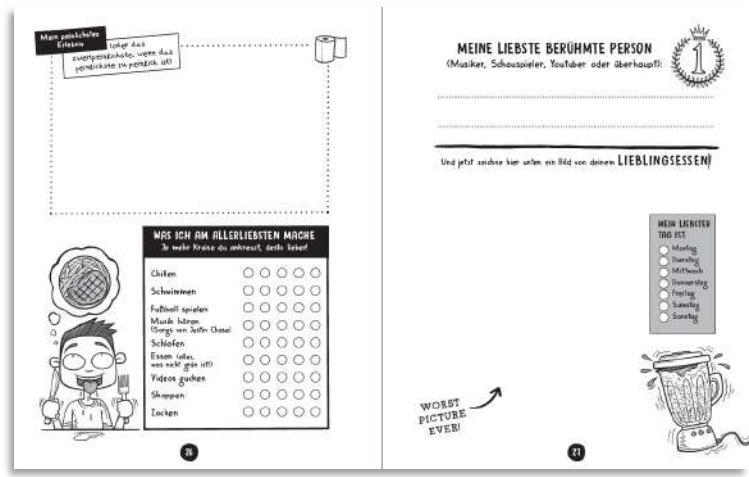 Mein peinlichstes
Erlebnis
(oder das
zweitpeinlichste, wenn das
peinlichste zu peinlich ist)
WAS ICH AM ALLERLIEBSTEN MACHE
Je mehr Kreise du ankreuzt, desto lieber!
Chillen
Schwimmen
Fußball spielen
Musik hören
(Songs von Justin Chase)
Schlafen
Essen (alles,
was nicht grün ist!)
Videos gucken
Shoppen
Zocken
26
MEINE LIEBSTE BERÜHMTE PERSON
(Musiker, Schauspieler, YouTuber oder überhaupt):
1
Und jetzt zeichne hier unten ein Bild von deinem LIEBLINGSESSEN!
MEIN LIEBSTER
TAG IST:
Montag
Dienstag
Mittwoch
Donnerstag
Freitag
Samstag
Sonntag
WORST
PICTURE
EVER!
27